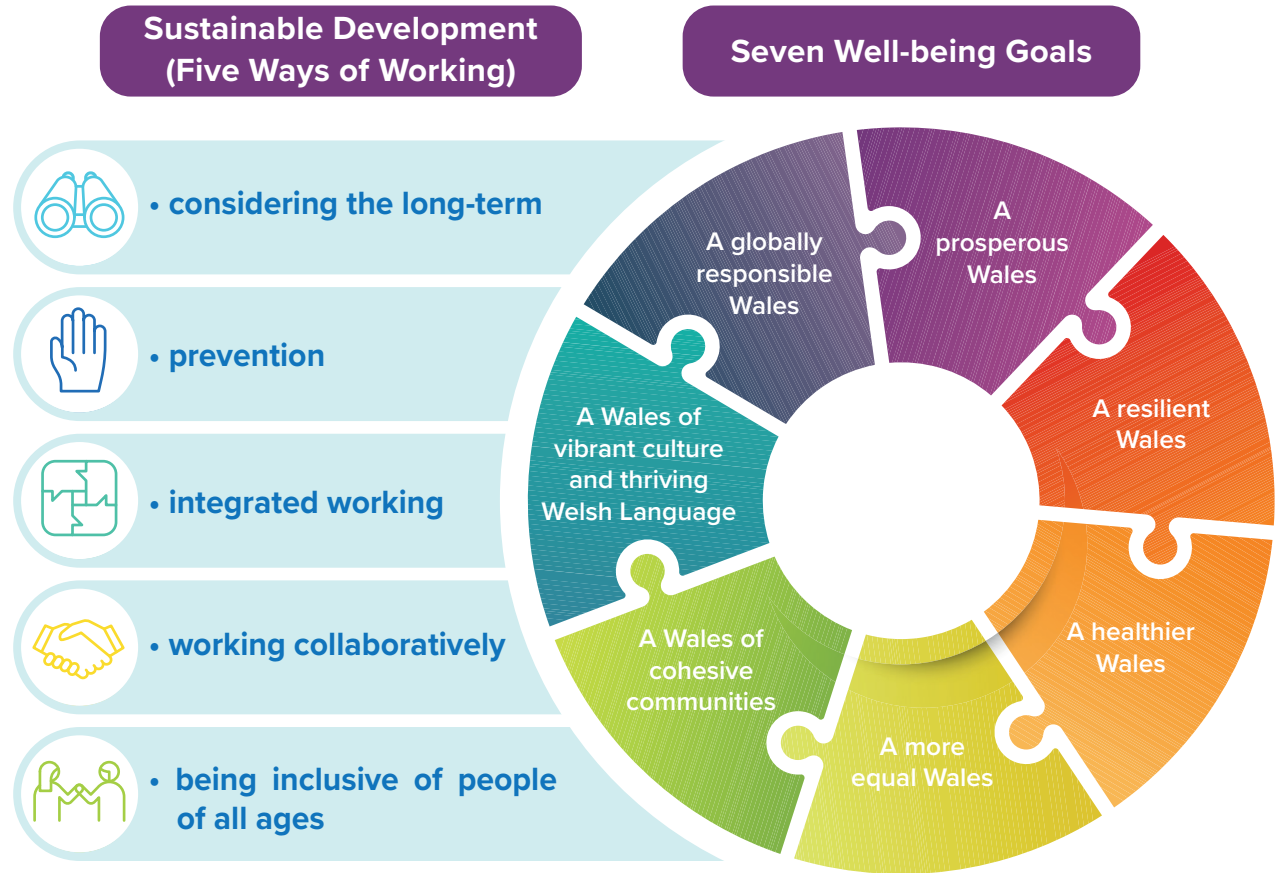 Sustainable Development
(Five Ways of Working)
Seven Well-being Goals
• considering the long-term
• prevention
• integrated working
• working collaboratively
• being inclusive of people
of all ages
A
prosperous
Wales
A resilient
Wales
A healthier
Wales
A more
equal Wales
A Wales of
cohesive
communities
A Wales of
vibrant culture
and thriving
Welsh Language
A globally
responsible
Wales